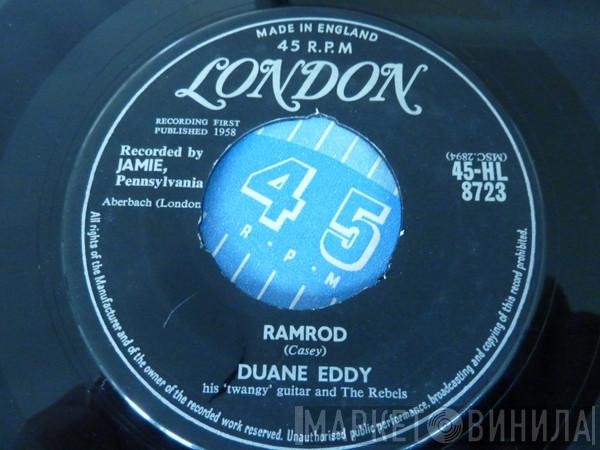 MADE IN ENGLAND
45 R.P.M
LONDON
RECORDING FIRST
PUBLISHED 1958
Recorded by
JAMIE,
Pennsylvania
Aberbach (London
(MSC.2894)
45-HL
8723
45
R.P.M
RAMROD
(Casey)
DUANE EDDY
his 'twangy' guitar and The Rebels
All rights of the Manufacturer and of the owner of the recorded work reserved. Unauthorised public performance, broadcasting and copying of this record prohibited.
МАРКЕТ ВИНИЛА